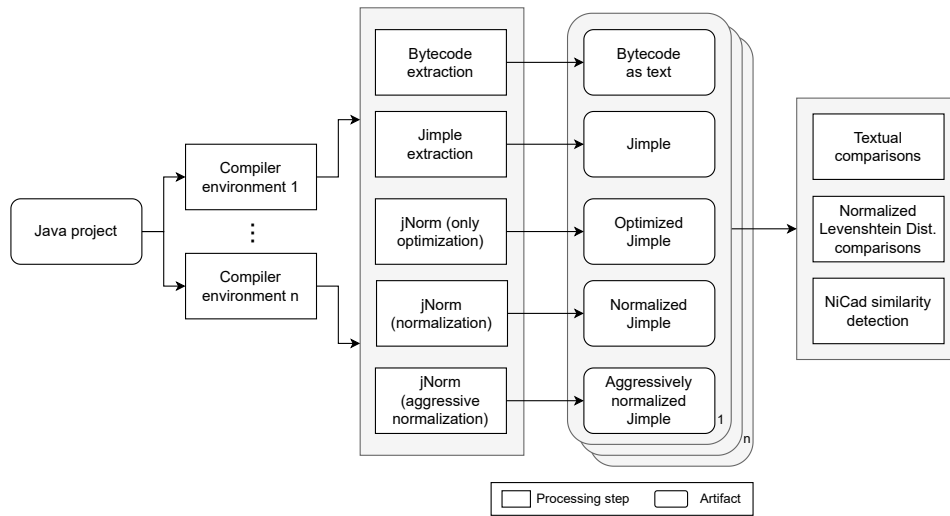 Java project
Compiler
environment 1
⋮
Compiler
environment n
Bytecode
extraction
Jimple
extraction
jNorm (only
optimization)
jNorm
(normalization)
jNorm
(aggressive
normalization)
Bytecode
as text
Jimple
Optimized
Jimple
Normalized
Jimple
Aggressively
normalized
Jimple
1
n
Textual
comparisons
Normalized
Levenshtein Dist.
comparisons
NiCad similarity
detection
Processing step
Artifact